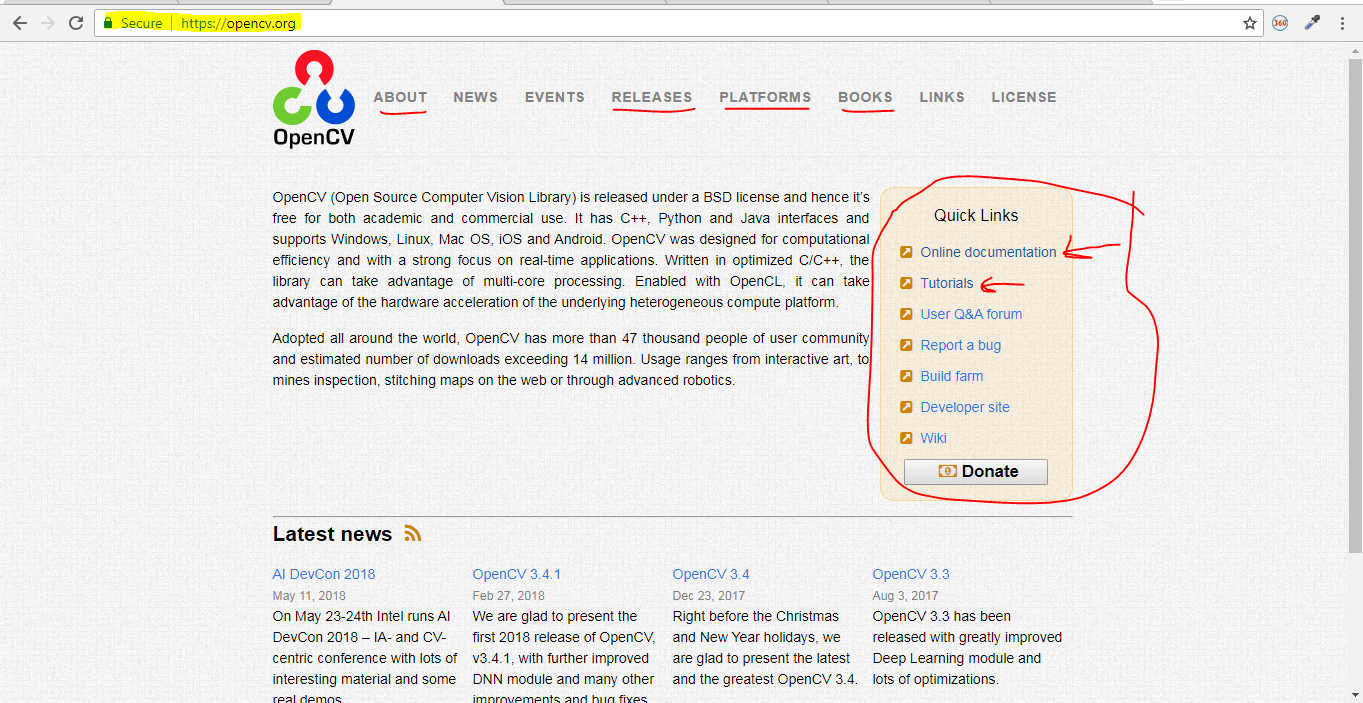 Secure | https://opencv.org
360
OpenCV
ABOUT NEWS EVENTS RELEASES PLATFORMS BOOKS LINKS LICENSE
OpenCV (Open Source Computer Vision Library) is released under a BSD license and hence it's
free for both academic and commercial use. It has C++, Python and Java interfaces and
supports Windows, Linux, Mac OS, iOS and Android. OpenCV was designed for computational
efficiency and with a strong focus on real-time applications. Written in optimized C/C++, the
library can take advantage of multi-core processing. Enabled with OpenCL, it can take
advantage of the hardware acceleration of the underlying heterogeneous compute platform.
Adopted all around the world, OpenCV has more than 47 thousand people of user community
and estimated number of downloads exceeding 14 million. Usage ranges from interactive art, to
mines inspection, stitching maps on the web or through advanced robotics.
Quick Links
Online documentation
Tutorials
User Q&A forum
Report a bug
Build farm
Developer site
Wiki
Donate
Latest news
AI DevCon 2018
May 11, 2018
On May 23-24th Intel runs AI
DevCon 2018 – IA- and CV-
centric conference with lots of
interesting material and some
real demos.
OpenCV 3.4.1
Feb 27, 2018
We are glad to present the
first 2018 release of OpenCV,
v3.4.1, with further improved
DNN module and many other
improvements and bug fixes.
OpenCV 3.4
Dec 23, 2017
Right before the Christmas
and New Year holidays, we
are glad to present the latest
and the greatest OpenCV 3.4.
OpenCV 3.3
Aug 3, 2017
OpenCV 3.3 has been
released with greatly improved
Deep Learning module and
lots of optimizations.